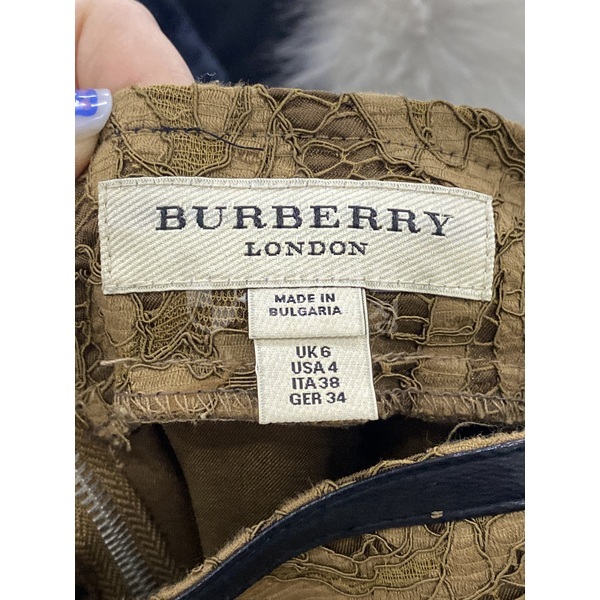 BURBERRY
LONDON
MADE IN
BULGARIA
UK 6
USA 4
ITA 38
GER 34